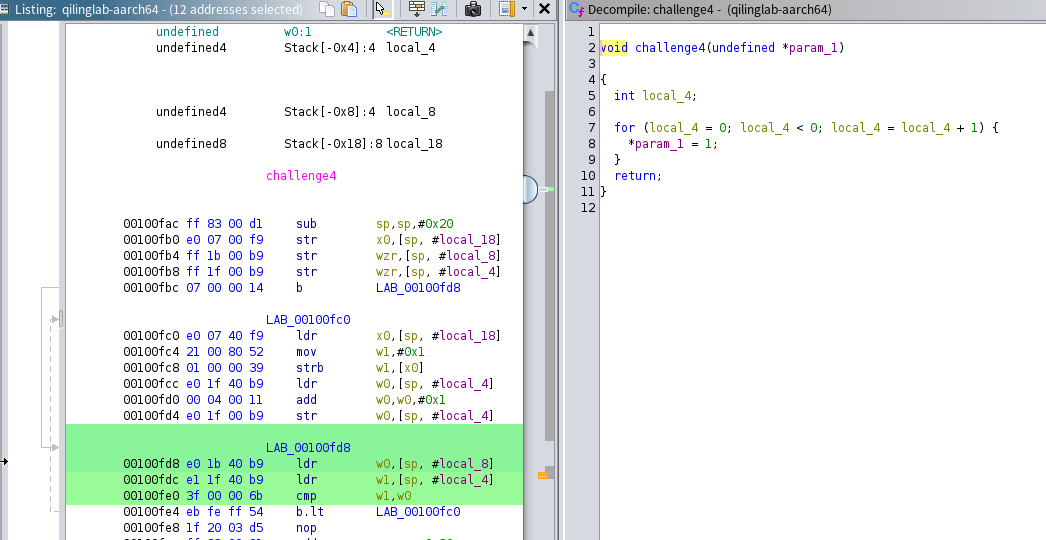 Listing: qilinglab-aarch64 - (12 addresses selected)
undefined w0:1 <RETURN>
undefined4 Stack[-0x4]:4 local_4
undefined4 Stack[-0x8]:4 local_8
undefined8 Stack[-0x18]:8 local_18
challenge4
00100fac ff 83 00 d1 sub sp,sp,#0x20
00100fb0 e0 07 00 f9 str x0,[sp, #local_18]
00100fb4 ff 1b 00 b9 str wzr,[sp, #local_8]
00100fb8 ff 1f 00 b9 str wzr,[sp, #local_4]
00100fbc 07 00 00 14 b LAB_00100fd8
LAB_00100fc0
00100fc0 e0 07 40 f9 ldr x0,[sp, #local_18]
00100fc4 21 00 80 52 mov w1,#0x1
00100fc8 01 00 00 39 strb w1,[x0]
00100fcc e0 1f 40 b9 ldr w0,[sp, #local_4]
00100fd0 00 04 00 11 add w0,w0,#0x1
00100fd4 e0 1f 00 b9 str w0,[sp, #local_4]
LAB_00100fd8
00100fd8 e0 1b 40 b9 ldr w0,[sp, #local_8]
00100fdc e1 1f 40 b9 ldr w1,[sp, #local_4]
00100fe0 3f 00 00 6b cmp w1,w0
00100fe4 eb fe ff 54 b.lt LAB_00100fc0
00100fe8 1f 20 03 d5 nop
Decompile: challenge4 - (qilinglab-aarch64)
1
2 void challenge4(undefined *param_1)
3
4 {
5 int local_4;
6
7 for (local_4 = 0; local_4 < 0; local_4 = local_4 + 1) {
8 *param_1 = 1;
9 }
10 return;
11 }
12